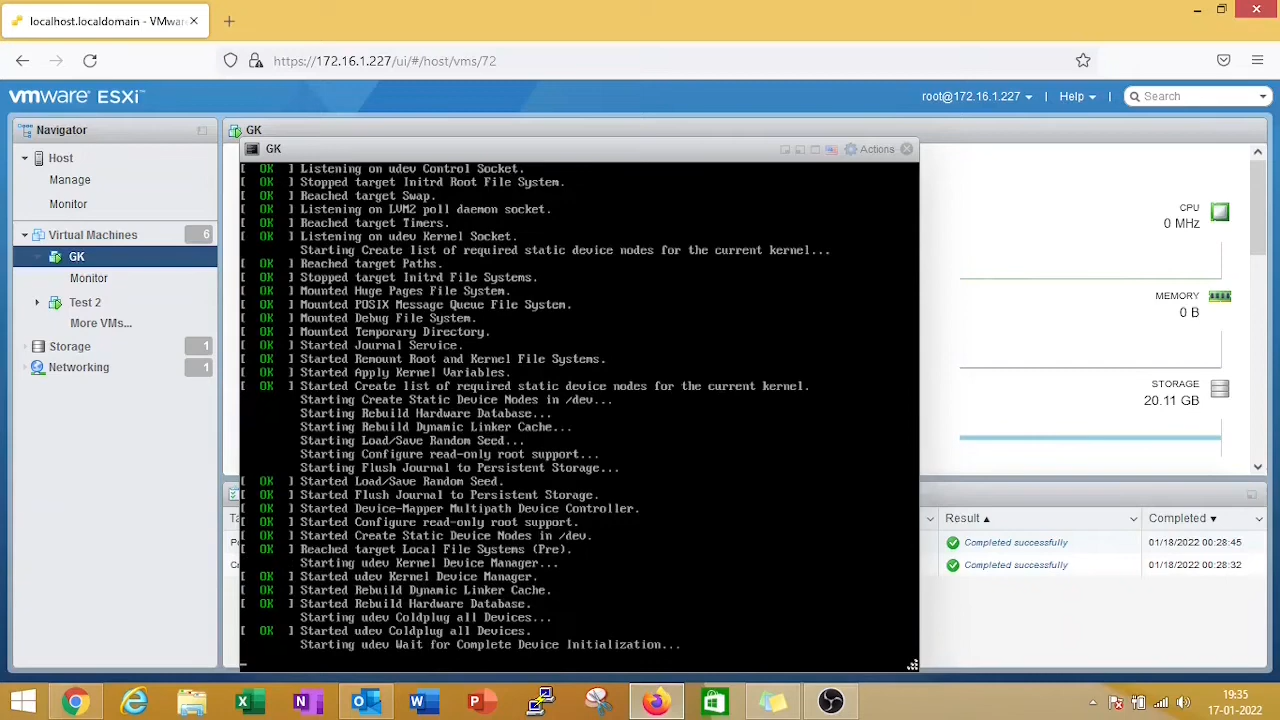 localhost.localdomain - VMwar
https://172.16.1.227/ui/#/host/vms/72
vmware ESXi™
root@172.16.1.227
Help
Search
Navigator
Host
Manage
Monitor
Virtual Machines
6
GK
Monitor
Test 2
More VMs...
Storage
1
Networking
1
GK
GK
Actions
[ OK ] Listening on udev Control Socket.
[ OK ] Stopped target Initrd Root File System.
[ OK ] Reached target Swap.
[ OK ] Listening on LVM2 poll daemon socket.
[ OK ] Reached target Timers.
[ OK ] Listening on udev Kernel Socket.
Starting Create list of required static device nodes for the current kernel...
[ OK ] Reached target Paths.
[ OK ] Stopped target Initrd File Systems.
[ OK ] Mounted Huge Pages File System.
[ OK ] Mounted POSIX Message Queue File System.
[ OK ] Mounted Debug File System.
[ OK ] Mounted Temporary Directory.
[ OK ] Started Journal Service.
[ OK ] Started Remount Root and Kernel File Systems.
[ OK ] Started Apply Kernel Variables.
[ OK ] Started Create list of required static device nodes for the current kernel.
Starting Create Static Device Nodes in /dev...
Starting Rebuild Hardware Database...
Starting Rebuild Dynamic Linker Cache...
Starting Load/Save Random Seed...
Starting Configure read-only root support...
Starting Flush Journal to Persistent Storage...
[ OK ] Started Load/Save Random Seed.
[ OK ] Started Flush Journal to Persistent Storage.
[ OK ] Started Device-Mapper Multipath Device Controller.
[ OK ] Started Configure read-only root support.
[ OK ] Started Create Static Device Nodes in /dev.
[ OK ] Reached target Local File Systems (Pre).
Starting udev Kernel Device Manager...
[ OK ] Started udev Kernel Device Manager.
[ OK ] Started Rebuild Dynamic Linker Cache.
[ OK ] Started Rebuild Hardware Database.
Starting udev Coldplug all Devices...
[ OK ] Started udev Coldplug all Devices.
Starting udev Wait for Complete Device Initialization...
CPU
0 MHz
MEMORY
0 B
STORAGE
20.11 GB
Result
Completed
Completed successfully
01/18/2022 00:28:45
Completed successfully
01/18/2022 00:28:32
19:35
17-01-2022